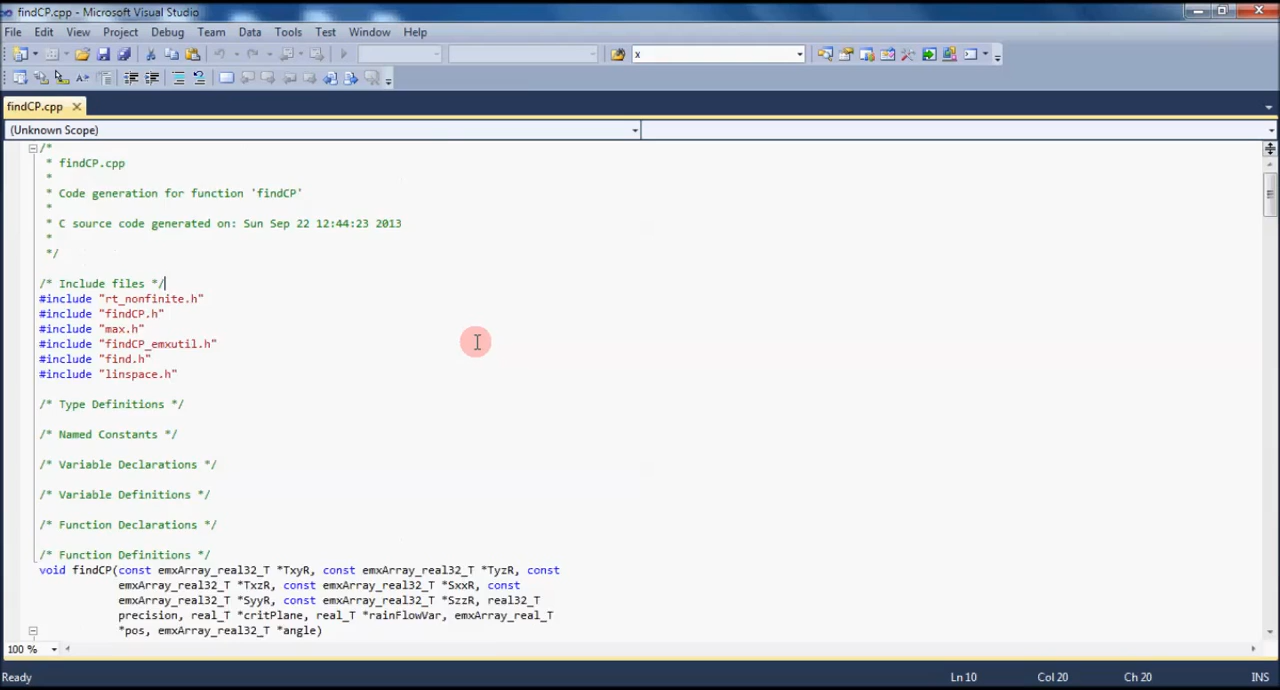 findCP.cpp - Microsoft Visual Studio
File Edit View Project Debug Team Data Tools Test Window Help
x
findCP.cpp
(Unknown Scope)
/*
* findCP.cpp
*
* Code generation for function 'findCP'
*
* C source code generated on: Sun Sep 22 12:44:23 2013
*
*/
/* Include files */
#include "rt_nonfinite.h"
#include "findCP.h"
#include "max.h"
#include "findCP_emxutil.h"
#include "find.h"
#include "linspace.h"
/* Type Definitions */
/* Named Constants */
/* Variable Declarations */
/* Variable Definitions */
/* Function Declarations */
/* Function Definitions */
void findCP(const emxArray_real32_T *TxyR, const emxArray_real32_T *TyzR, const
emxArray_real32_T *TxzR, const emxArray_real32_T *SxxR, const
emxArray_real32_T *SyyR, const emxArray_real32_T *SzzR, real32_T
precision, real_T *critPlane, real_T *rainFlowVar, emxArray_real_T
*pos, emxArray_real32_T *angle)
100 %
Ready Ln 10 Col 20 Ch 20 INS